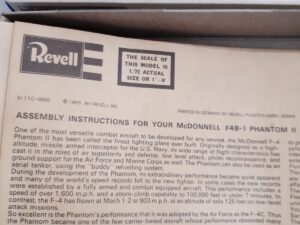 Revell
THE SCALE OF
THIS MODEL IS
1/72 ACTUAL
SIZE OR 1"-6'
© 1965 BY REVELL INC.
PRINTED IN GERMANY BY REVELL PLASTICS GMBH, BÜNDE
ASSEMBLY INSTRUCTIONS FOR YOUR McDONNELL F4B-1 PHANTOM II
One of the most versatile combat aircraft to be developed for any service, the McDonnell F-4
Phantom II has been called the finest fighting plane ever built. Originally designed as a high-
altitude, missile-armed interceptor for the U.S. Navy, its wide range of flight characteristics has
cast it in the roles of air superiority and defense, low level attack, photo reconnaissance, and
ground support for the Air Force and Marine Corps as well. The Phantom can also be used as an
aerial tanker, using the "buddy" refueling system.
During the development of the Phantom, its extraordinary performance became quite apparent
and many of the world's speed records fell to the new fighter. In some cases the new records
were established by a fully armed and combat equipped aircraft. This performance includes a
speed of over 1,600 m.p.h. and a zoom climb capability to 100,000 feet in under 7 minutes. In
contrast, the F-4 has flown at Mach 1.2 or 903 m.p.h. at an altitude of only 125 feet on low-level
attack missions.
So excellent is the Phantom's performance that it was adopted by the Air Force as the F-4C. Thus
the Phantom became one of the few carrier-based aircraft whose performance obsoleted many